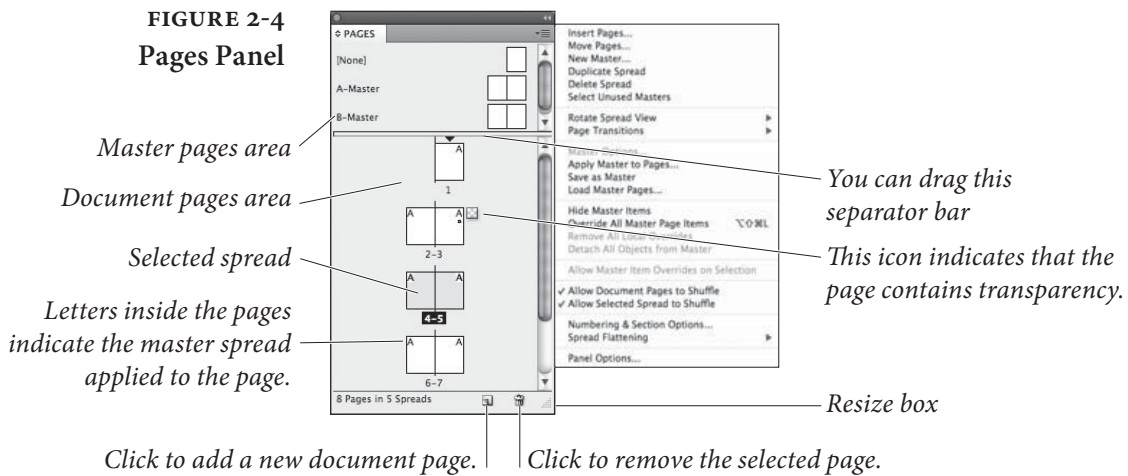 FIGURE 2-4
Pages Panel
PAGES
[None]
A-Master
B-Master
A
1
A A
2-3
A A
4-5
A A
6-7
8 Pages in 5 Spreads
Insert Pages...
Move Pages...
New Master...
Duplicate Spread
Delete Spread
Select Unused Masters
Rotate Spread View
Page Transitions
Master Options...
Apply Master to Pages...
Save as Master
Load Master Pages...
Hide Master Items
Override All Master Page Items ⌥⇧⌘L
Remove All Local Overrides
Detach All Objects from Master
Allow Master Item Overrides on Selection
✓ Allow Document Pages to Shuffle
✓ Allow Selected Spread to Shuffle
Numbering & Section Options...
Spread Flattening
Panel Options...
Master pages area
Document pages area
Selected spread
Letters inside the pages
indicate the master spread
applied to the page.
You can drag this
separator bar
This icon indicates that the
page contains transparency.
Resize box
Click to add a new document page.
Click to remove the selected page.